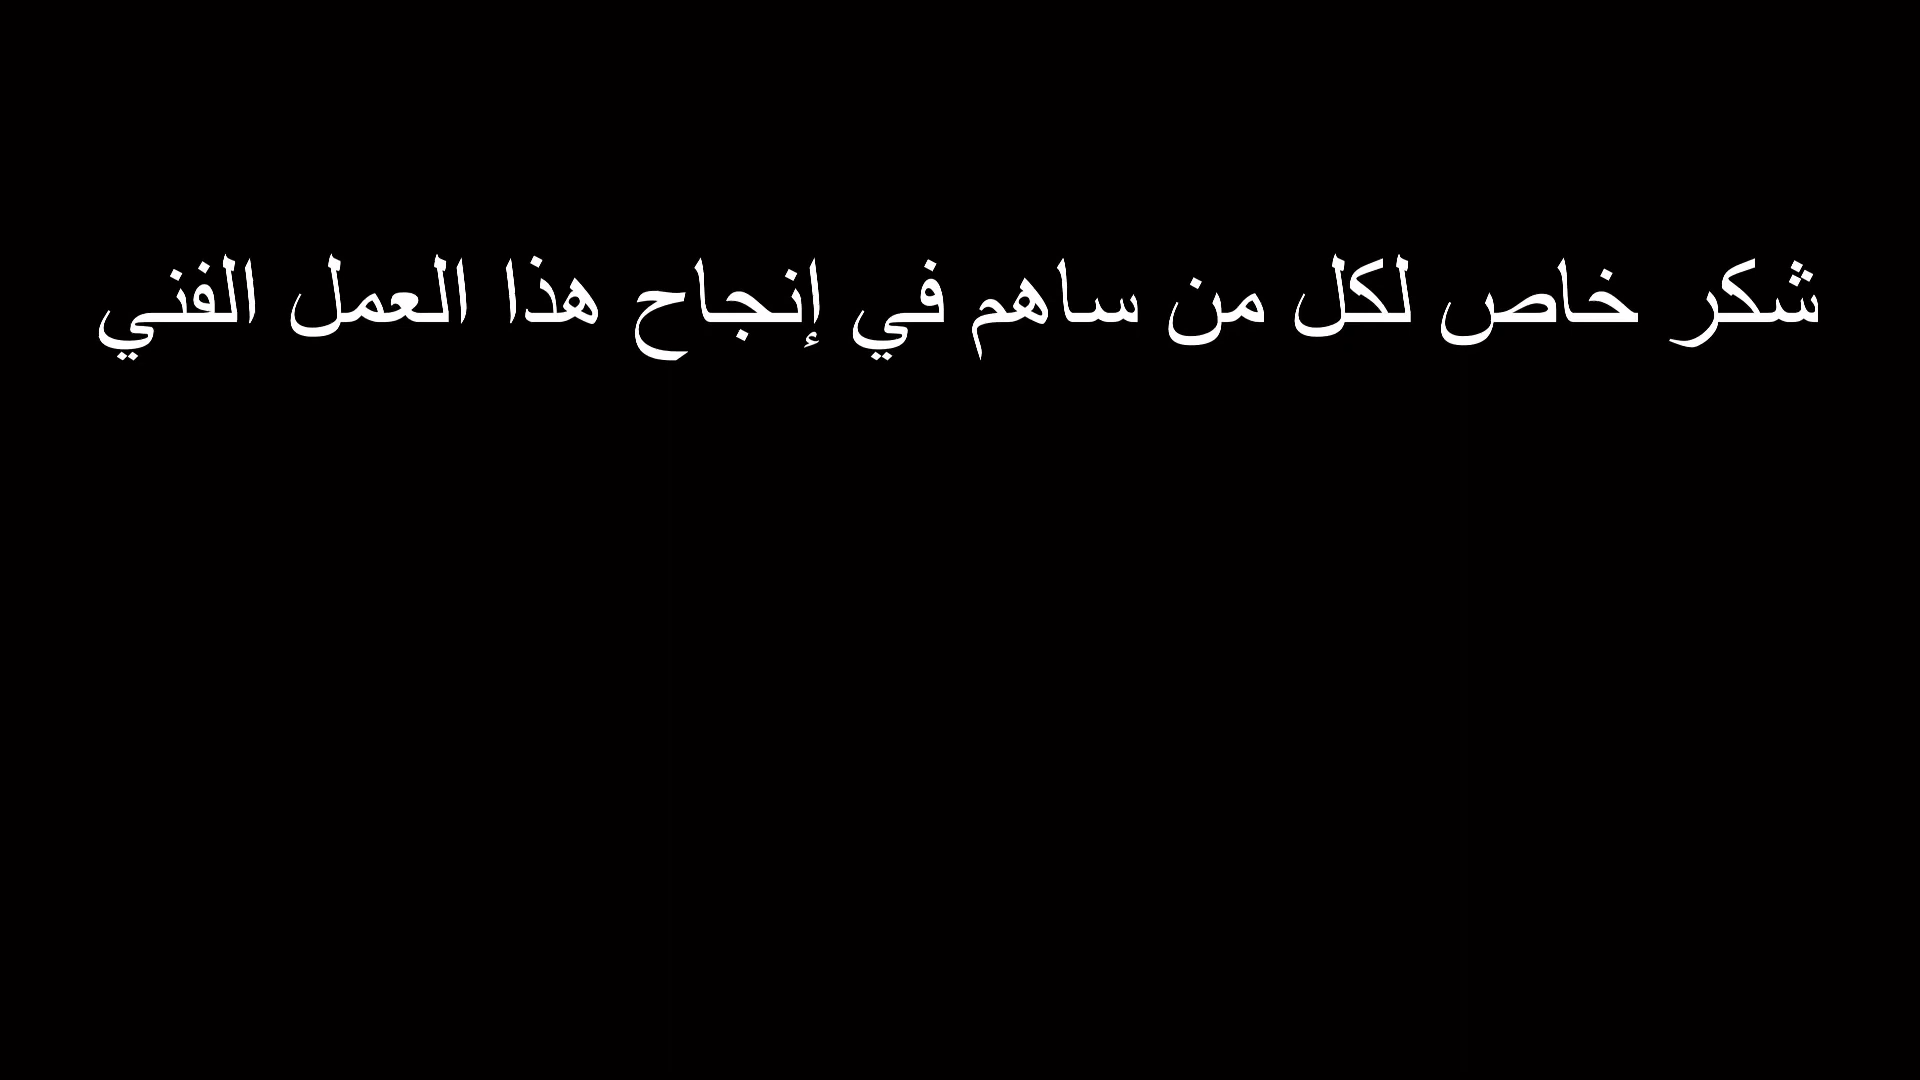 شكر خاص لكل من ساهم في إنجاح هذا العمل الفني